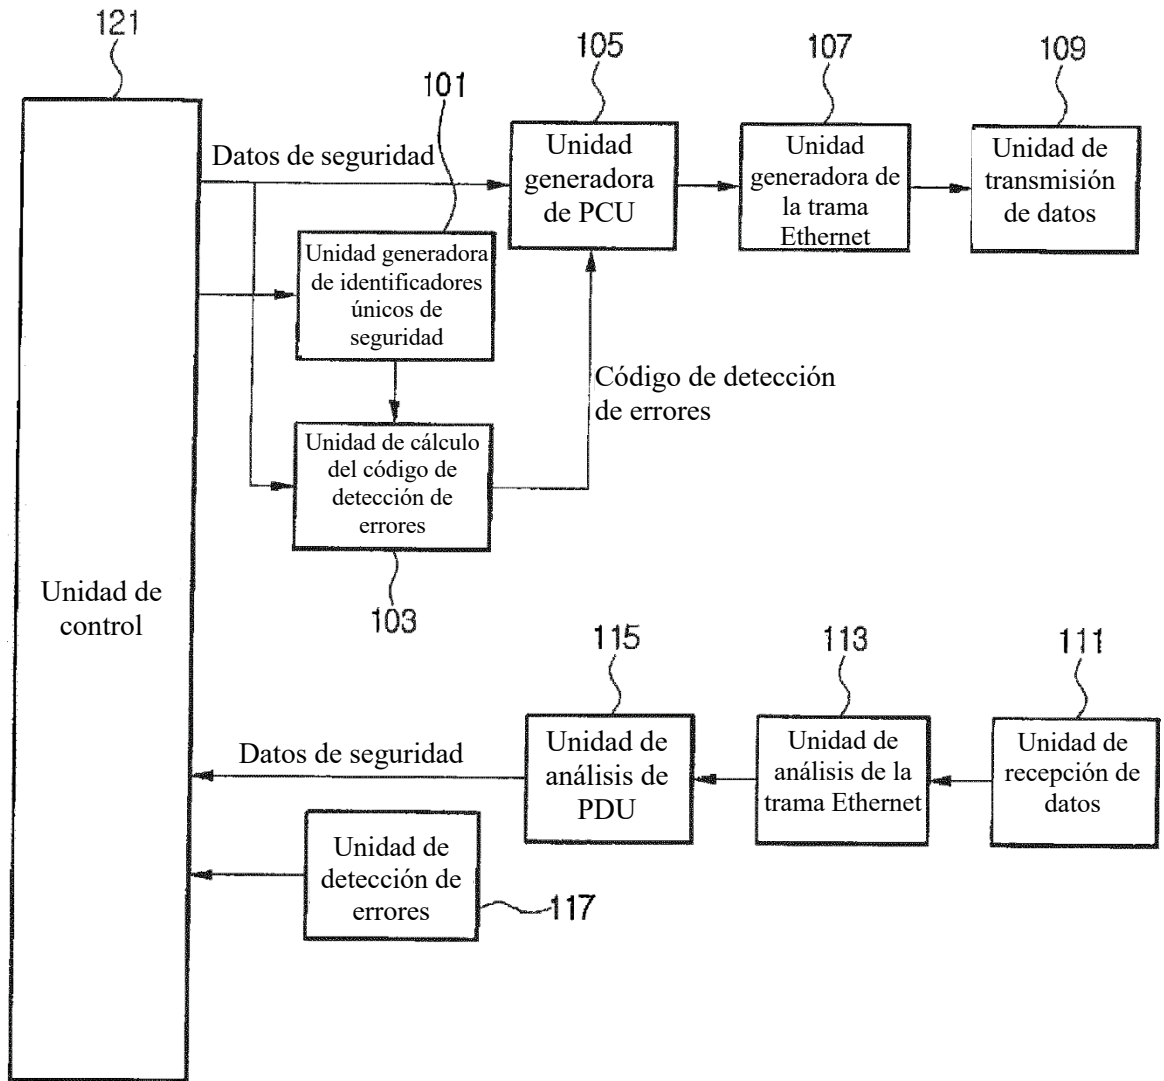 121
105
107
109
101
Datos de seguridad
Unidad
generadora
de PCU
Unidad
generadora de
la trama
Ethernet
Unidad de
transmisión
de datos
Unidad generadora
de identificadores
únicos de
seguridad
Código de detección
de errores
Unidad de cálculo
del código de
detección de
errores
103
Unidad de
control
115
113
111
Datos de seguridad
Unidad de
análisis de
PDU
Unidad de
análisis de la
trama Ethernet
Unidad de
recepción de
datos
Unidad de
detección de
errores
117